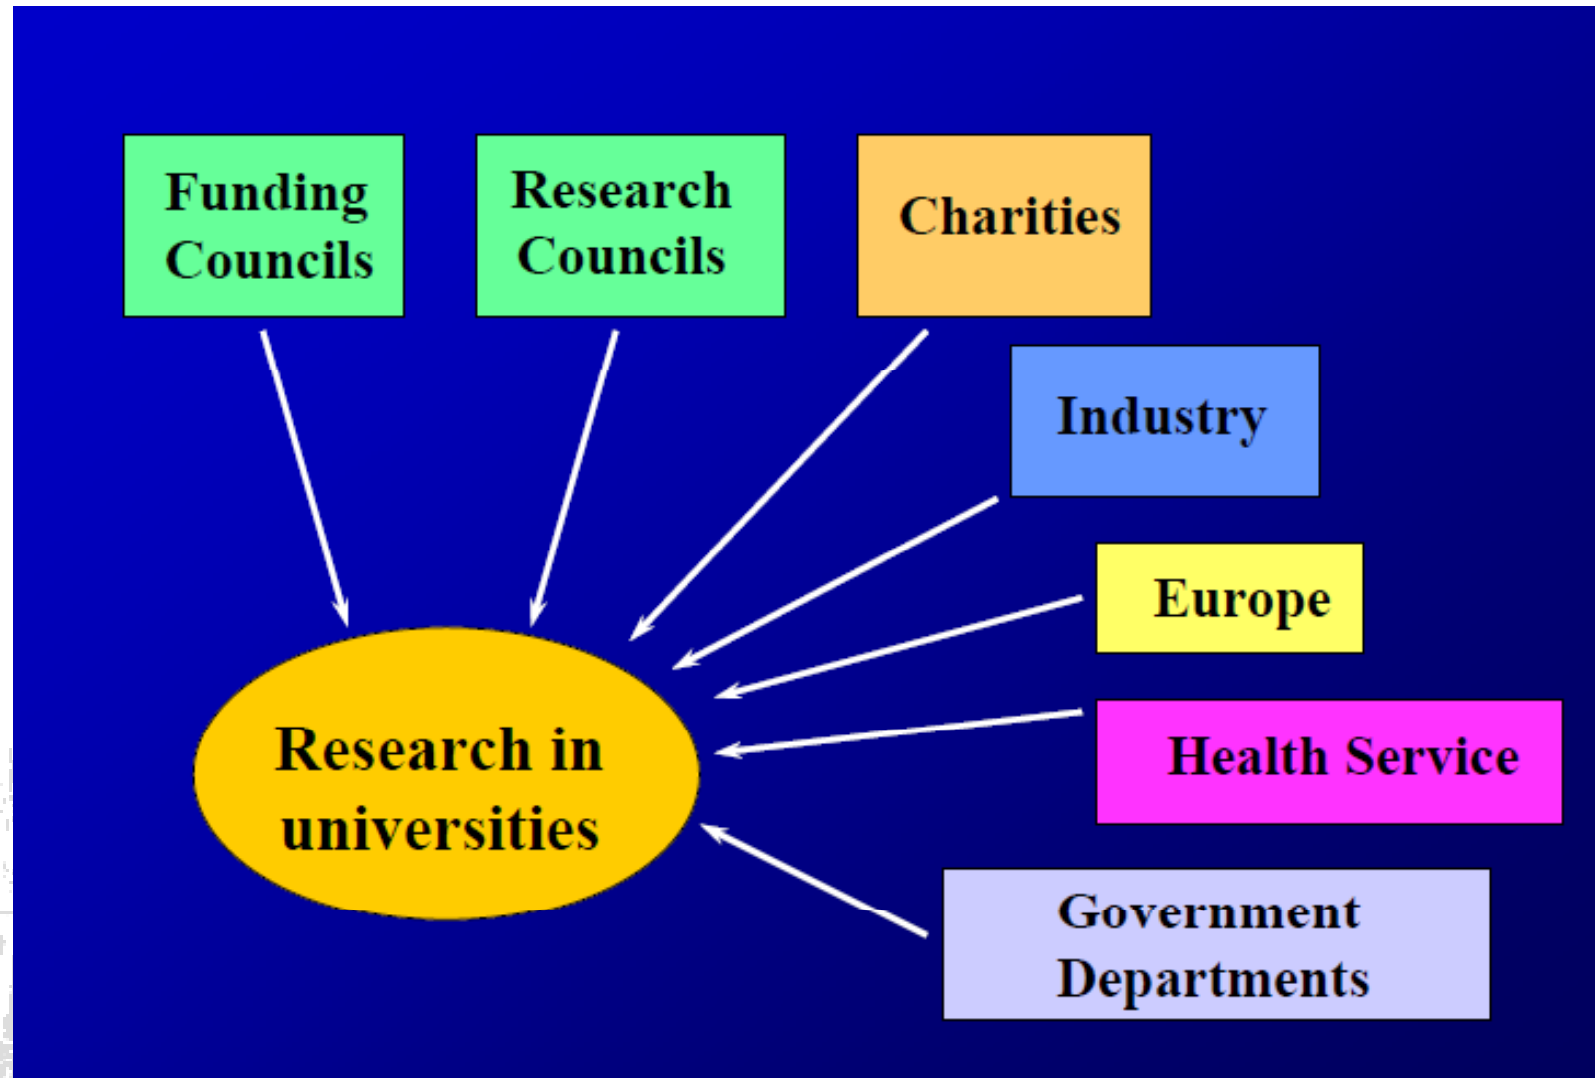 Funding
Councils
Research
Councils
Charities
Industry
Europe
Health Service
Government
Departments
Research in
universities